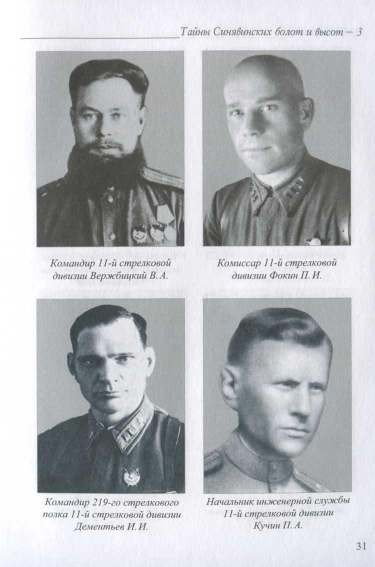 Тайны Синявинских болот и высот – 3
Командир 11-й стрелковой
дивизии Вержбицкий В. А.
Комиссар 11-й стрелковой
дивизии Фокин П. И.
Командир 219-го стрелкового
полка 11-й стрелковой дивизии
Дементьев И. И.
Начальник инженерной службы
11-й стрелковой дивизии
Кучин П. А.
31